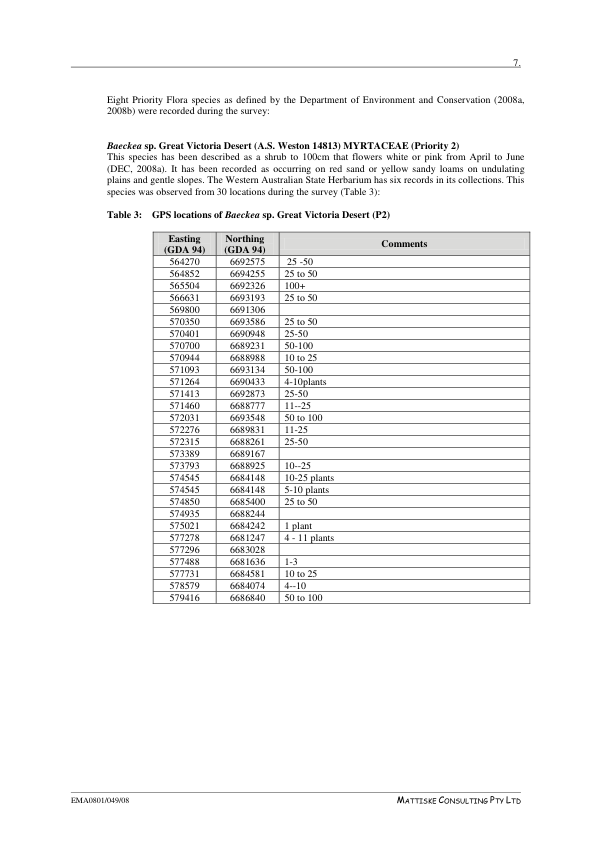 7.
Eight Priority Flora species as defined by the Department of Environment and Conservation (2008a,
2008b) were recorded during the survey:
Baeckea sp. Great Victoria Desert (A.S. Weston 14813) MYRTACEAE (Priority 2)
This species has been described as a shrub to 100cm that flowers white or pink from April to June
(DEC, 2008a). It has been recorded as occurring on red sand or yellow sandy loams on undulating
plains and gentle slopes. The Western Australian State Herbarium has six records in its collections. This
species was observed from 30 locations during the survey (Table 3):
Table 3: GPS locations of Baeckea sp. Great Victoria Desert (P2)
Easting (GDA 94) Northing (GDA 94) Comments
564270 6692575 25 -50
564852 6694255 25 to 50
565504 6692326 100+
566631 6693193 25 to 50
569800 6691306
570350 6693586 25 to 50
570401 6690948 25-50
570700 6689231 50-100
570944 6688988 10 to 25
571093 6693134 50-100
571264 6690433 4-10plants
571413 6692873 25-50
571460 6688777 11--25
572031 6693548 50 to 100
572276 6689831 11-25
572315 6688261 25-50
573389 6689167
573793 6688925 10--25
574545 6684148 10-25 plants
574545 6684148 5-10 plants
574850 6685400 25 to 50
574935 6688244
575021 6684242 1 plant
577278 6681247 4 - 11 plants
577296 6683028
577488 6681636 1-3
577731 6684581 10 to 25
578579 6684074 4--10
579416 6686840 50 to 100
EMA0801/049/08 MATTISKE CONSULTING PTY LTD